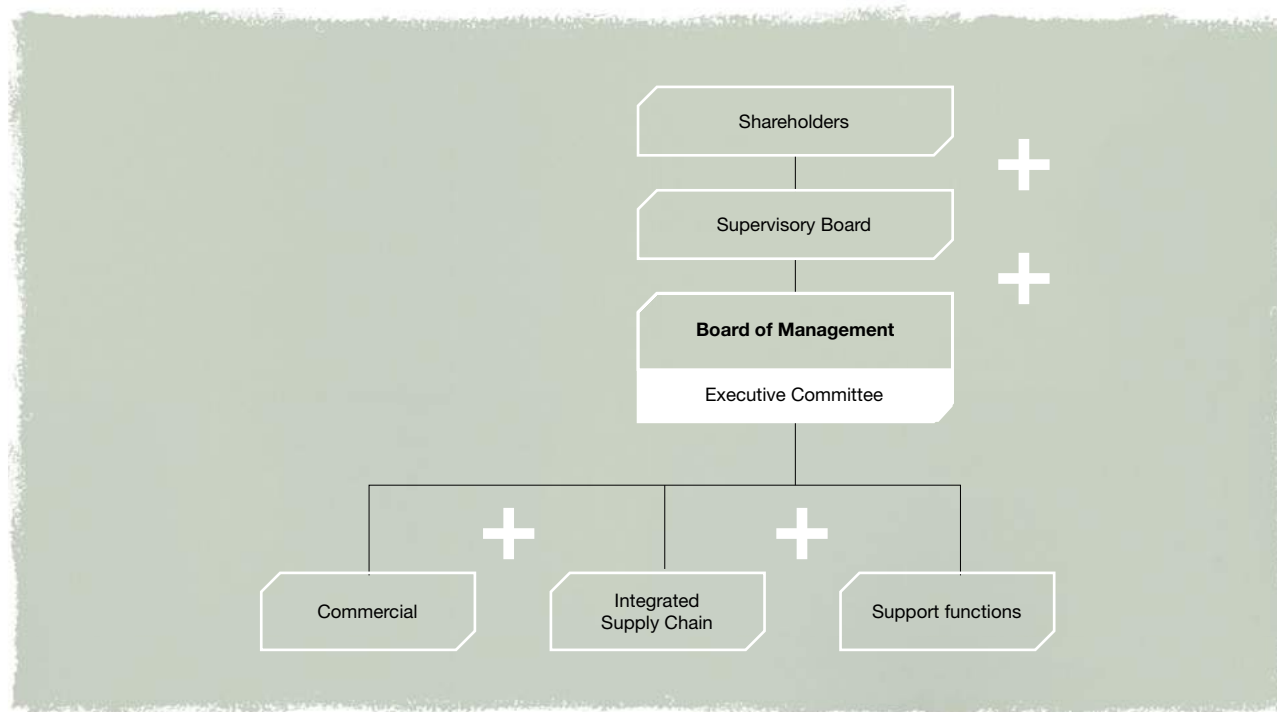 Shareholders
Supervisory Board
Board of Management
Executive Committee
Commercial
Integrated
Supply Chain
Support functions